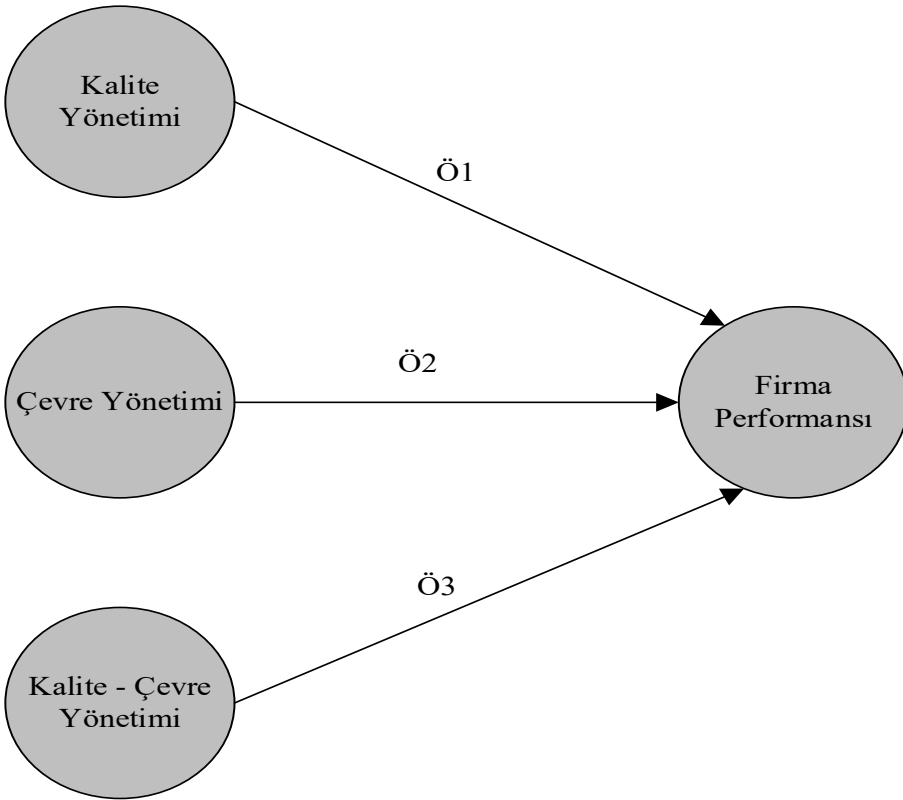 Kalite
Yönetimi
Ö1
Çevre Yönetimi
Ö2
Firma
Performansı
Ö3
Kalite - Çevre
Yönetimi